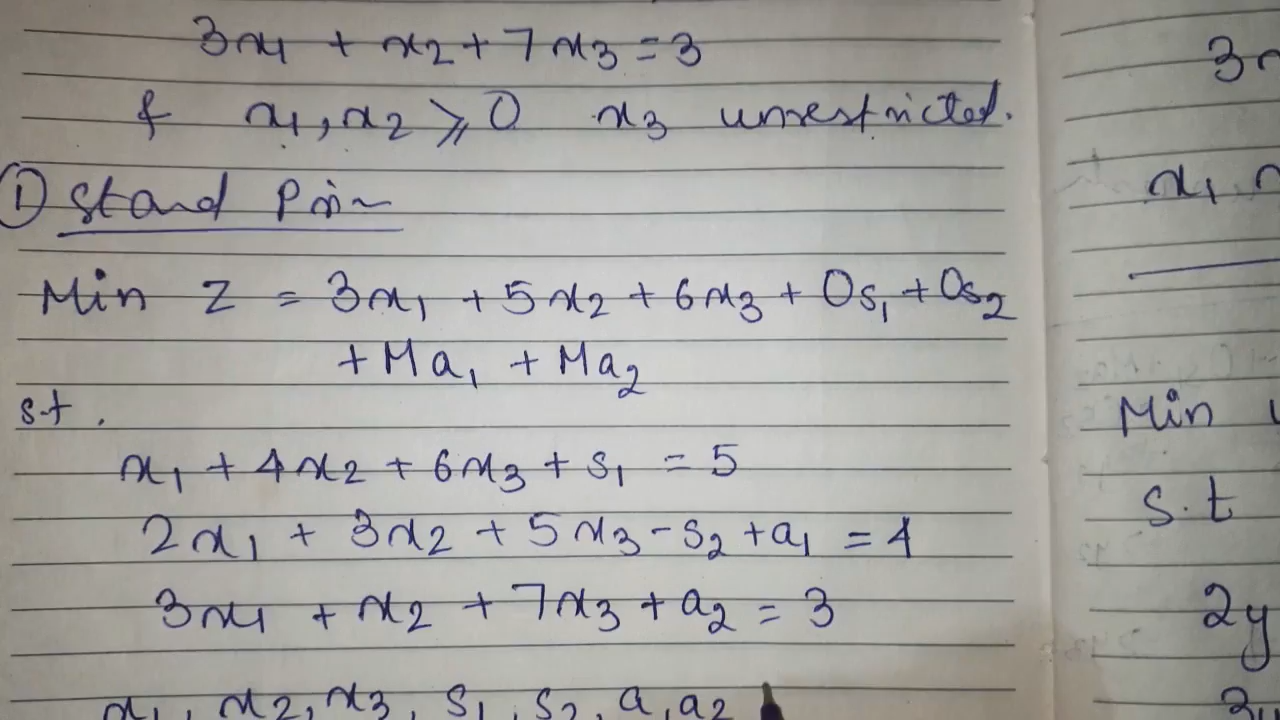 3x₁ + x₂ + 7x₃ = 3
& x₁, x₂ ⩾ 0 x₃ unrestricted.
① Stand Prim
Min Z = 3x₁ + 5x₂ + 6x₃ + 0s₁ + 0s₂
+ Ma₁ + Ma₂
s.t.
x₁ + 4x₂ + 6x₃ + s₁ = 5
2x₁ + 3x₂ + 5x₃ - s₂ + a₁ = 4
3x₁ + x₂ + 7x₃ + a₂ = 3
x₁, x₂, x₃, s₁, s₂, a, a₂
x₁
Min
s.t
2y